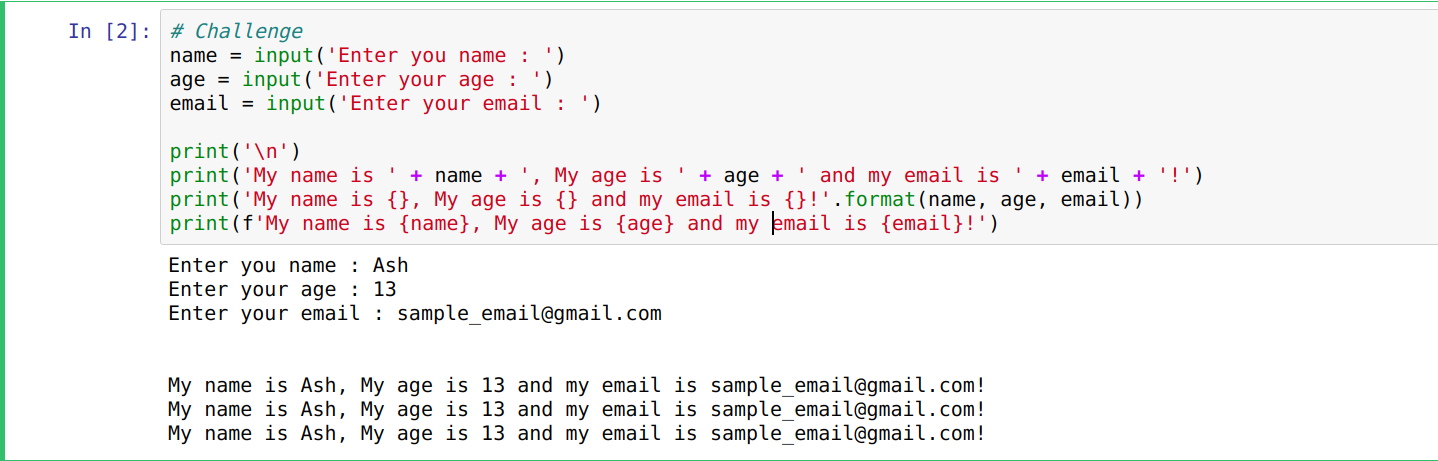 In [2]: # Challenge
name = input('Enter you name : ')
age = input('Enter your age : ')
email = input('Enter your email : ')
print('\n')
print('My name is ' + name + ', My age is ' + age + ' and my email is ' + email + '!')
print('My name is {}, My age is {} and my email is {}!'.format(name, age, email))
print(f'My name is {name}, My age is {age} and my email is {email}!')
Enter you name : Ash
Enter your age : 13
Enter your email : sample_email@gmail.com
My name is Ash, My age is 13 and my email is sample_email@gmail.com!
My name is Ash, My age is 13 and my email is sample_email@gmail.com!
My name is Ash, My age is 13 and my email is sample_email@gmail.com!